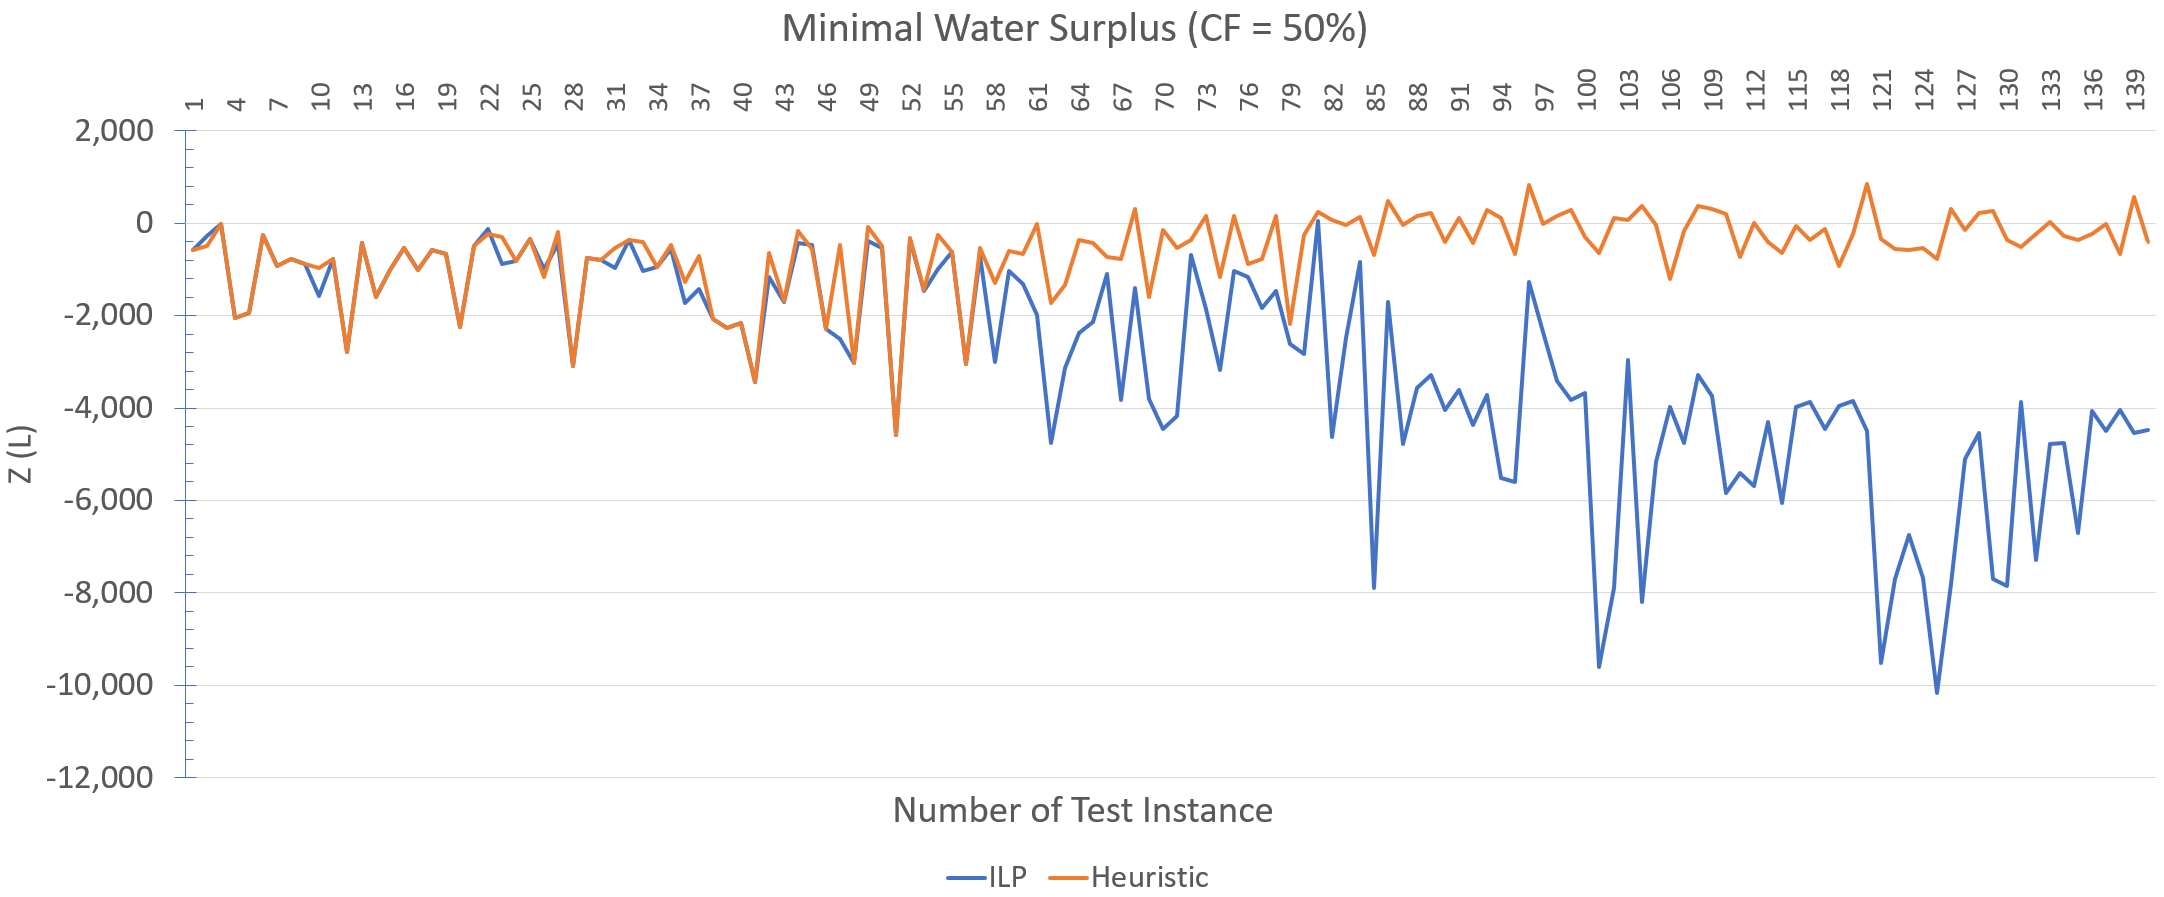 Minimal Water Surplus (CF = 50%)
1 4 7 10 13 16 19 22 25 28 31 34 37 40 43 46 49 52 55 58 61 64 67 70 73 76 79 82 85 88 91 94 97 100 103 106 109 112 115 118 121 124 127 130 133 136 139
2,000
0
-2,000
-4,000
-6,000
-8,000
-10,000
-12,000
Z (L)
Number of Test Instance
ILP Heuristic